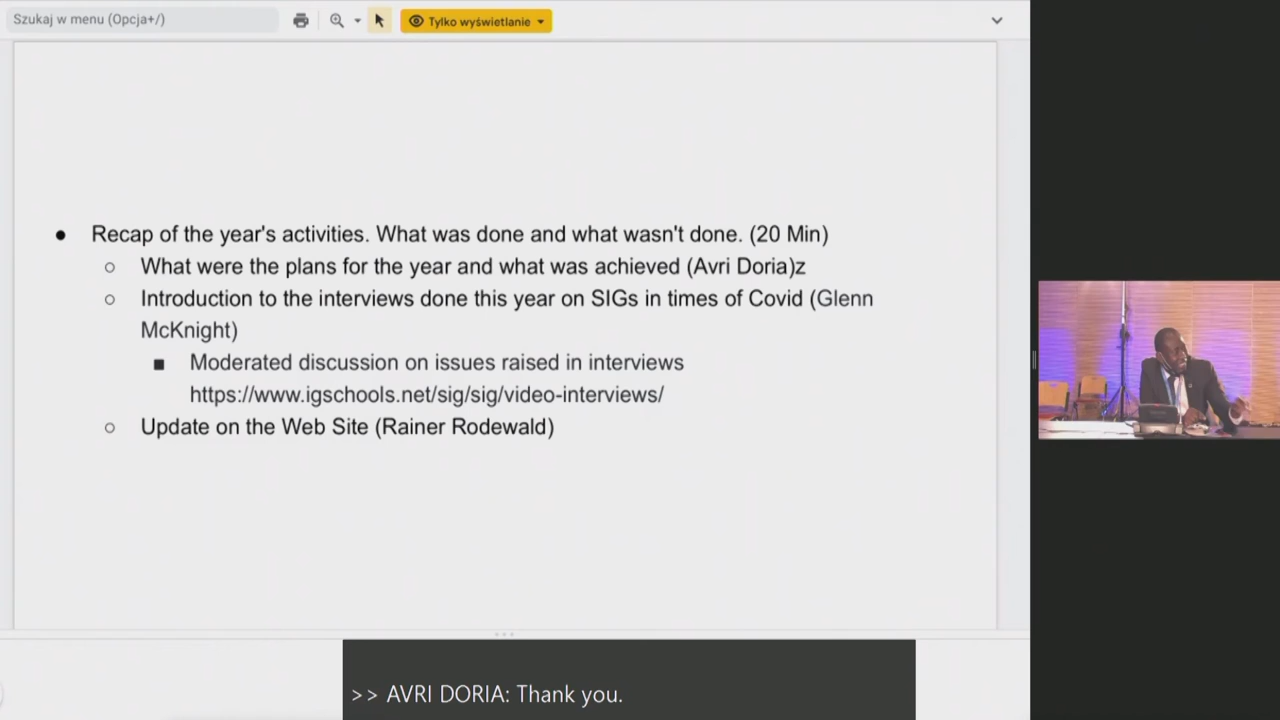 Szukaj w menu (Opcja+/)
Tylko wyświetlanie
● Recap of the year's activities. What was done and what wasn't done. (20 Min)
○ What were the plans for the year and what was achieved (Avri Doria)z
○ Introduction to the interviews done this year on SIGs in times of Covid (Glenn
McKnight)
■ Moderated discussion on issues raised in interviews
https://www.igschools.net/sig/sig/video-interviews/
○ Update on the Web Site (Rainer Rodewald)
>> AVRI DORIA: Thank you.